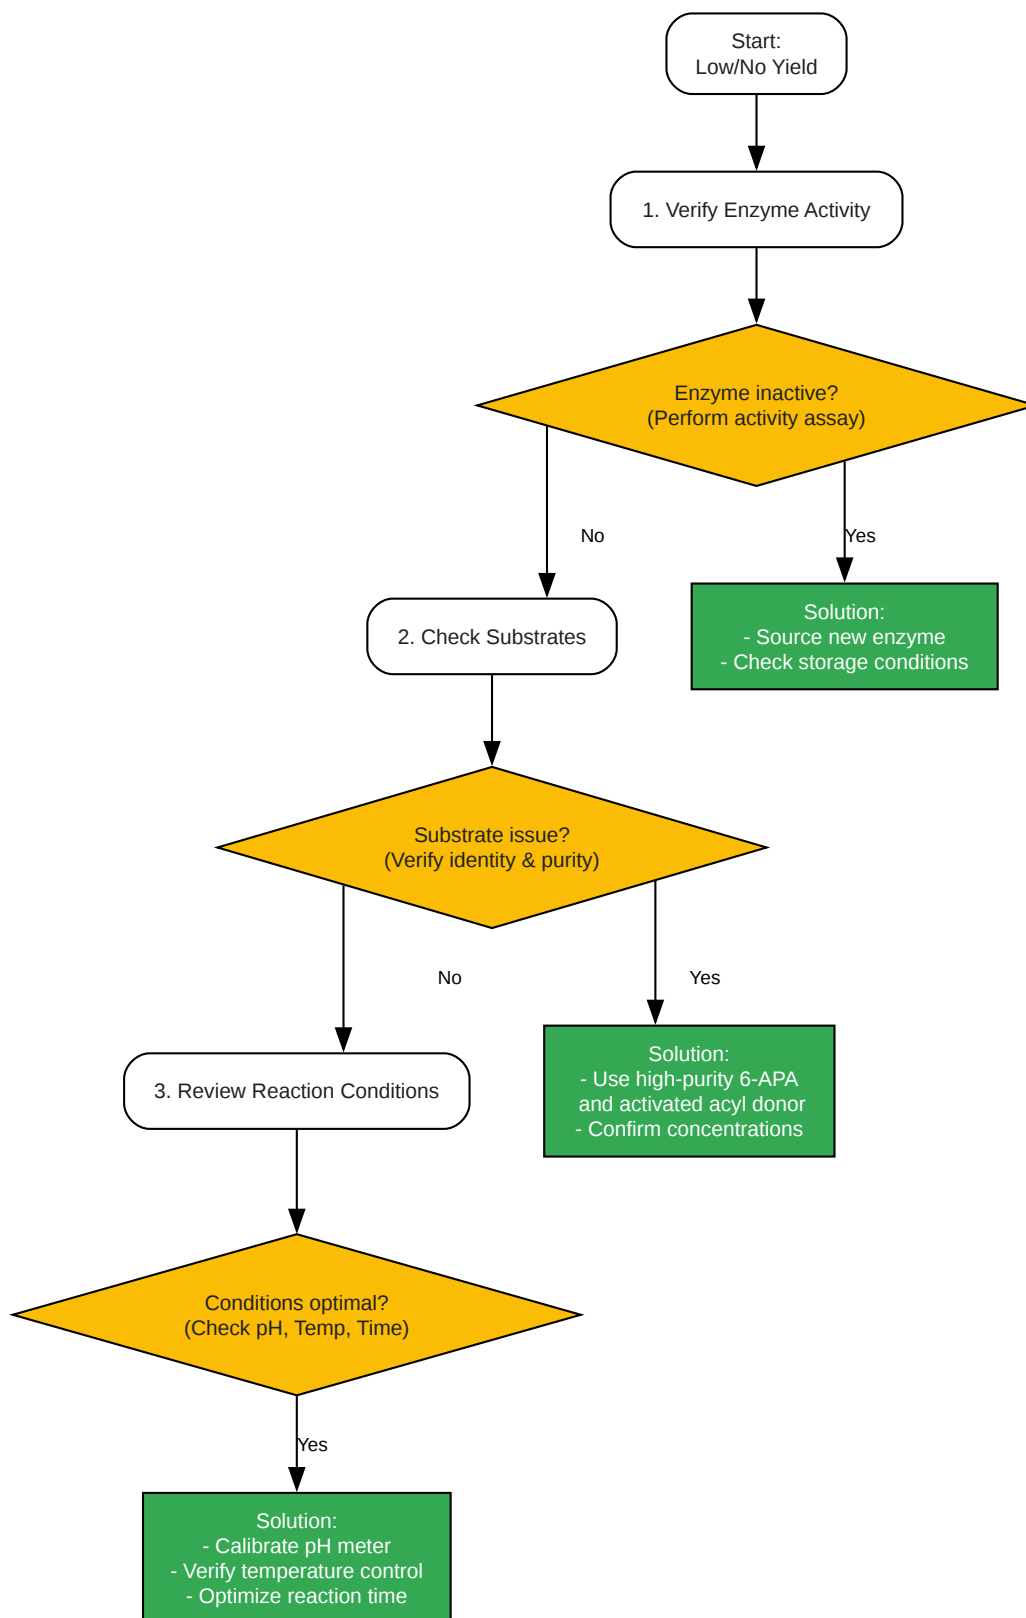 Start:
Low/No Yield
1. Verify Enzyme Activity
Enzyme inactive?
(Perform activity assay)
No
Yes
2. Check Substrates
Solution:
- Source new enzyme
- Check storage conditions
Substrate issue?
(Verify identity & purity)
No
Yes
3. Review Reaction Conditions
Solution:
- Use high-purity 6-APA
and activated acyl donor
- Confirm concentrations
Conditions optimal?
(Check pH, Temp, Time)
Yes
Solution:
- Calibrate pH meter
- Verify temperature control
- Optimize reaction time